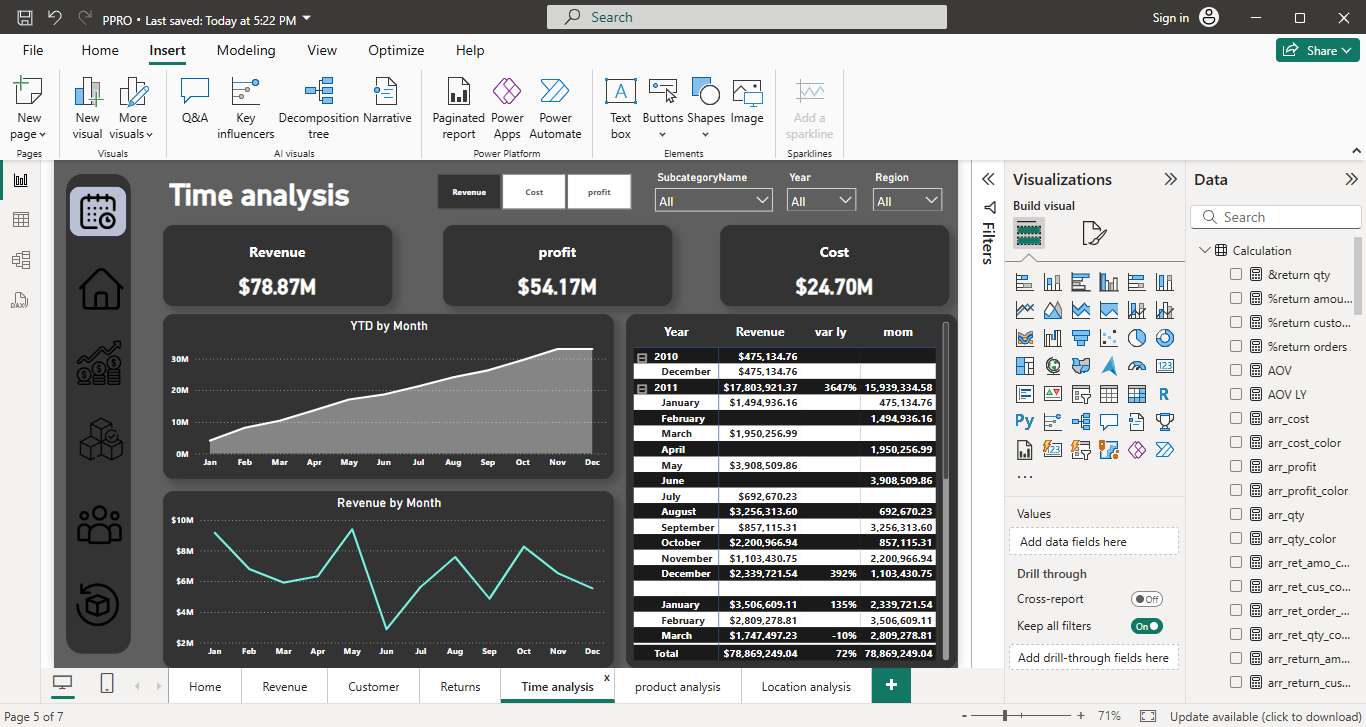 PPRO • Last saved: Today at 5:22 PM
Search
Sign in
File Home Insert Modeling View Optimize Help
Share
New page
New visual
More visuals
Q&A
Key influencers
Decomposition tree
Narrative
Paginated report
Power Apps
Power Automate
Text box
Buttons
Shapes
Image
Add a sparkline
Pages
Visuals
AI visuals
Power Platform
Elements
Sparklines
DAX
Time analysis
Revenue
Cost
profit
SubcategoryName
All
Year
All
Region
All
Revenue
$78.87M
profit
$54.17M
Cost
$24.70M
YTD by Month
30M
20M
10M
0M
Jan Feb Mar Apr May Jun Jul Aug Sep Oct Nov Dec
Revenue by Month
$10M
$8M
$6M
$4M
$2M
Jan Feb Mar Apr May Jun Jul Aug Sep Oct Nov Dec
Year Revenue var ly mom
2010 $475,134.76
December $475,134.76
2011 $17,803,921.37 3647% 15,939,334.58
January $1,494,936.16 475,134.76
February 1,494,936.16
March $1,950,256.99
April 1,950,256.99
May $3,908,509.86
June 3,908,509.86
July $692,670.23
August $3,256,313.60 692,670.23
September $857,115.31 3,256,313.60
October $2,200,966.94 857,115.31
November $1,103,430.75 2,200,966.94
December $2,339,721.54 392% 1,103,430.75
January $3,506,609.11 135% 2,339,721.54
February $2,809,278.81 3,506,609.11
March $1,747,497.23 -10% 2,809,278.81
Total $78,869,249.04 72% 78,869,249.04
Filters
Visualizations
Build visual
123
R
Py
123
...
Values
Add data fields here
Drill through
Cross-report
Off
Keep all filters
On
Add drill-through fields here
Data
Search
Calculation
&return qty
%return amou...
%return custo...
%return orders
AOV
AOV LY
arr_cost
arr_cost_color
arr_profit
arr_profit_color
arr_qty
arr_qty_color
arr_ret_amo_c...
arr_ret_cus_co...
arr_ret_order_...
arr_ret_qty_co...
arr_return_am...
arr_return_cus...
Home
Revenue
Customer
Returns
Time analysis
x
product analysis
Location analysis
+
Page 5 of 7
- + 71%
Update available (click to download)